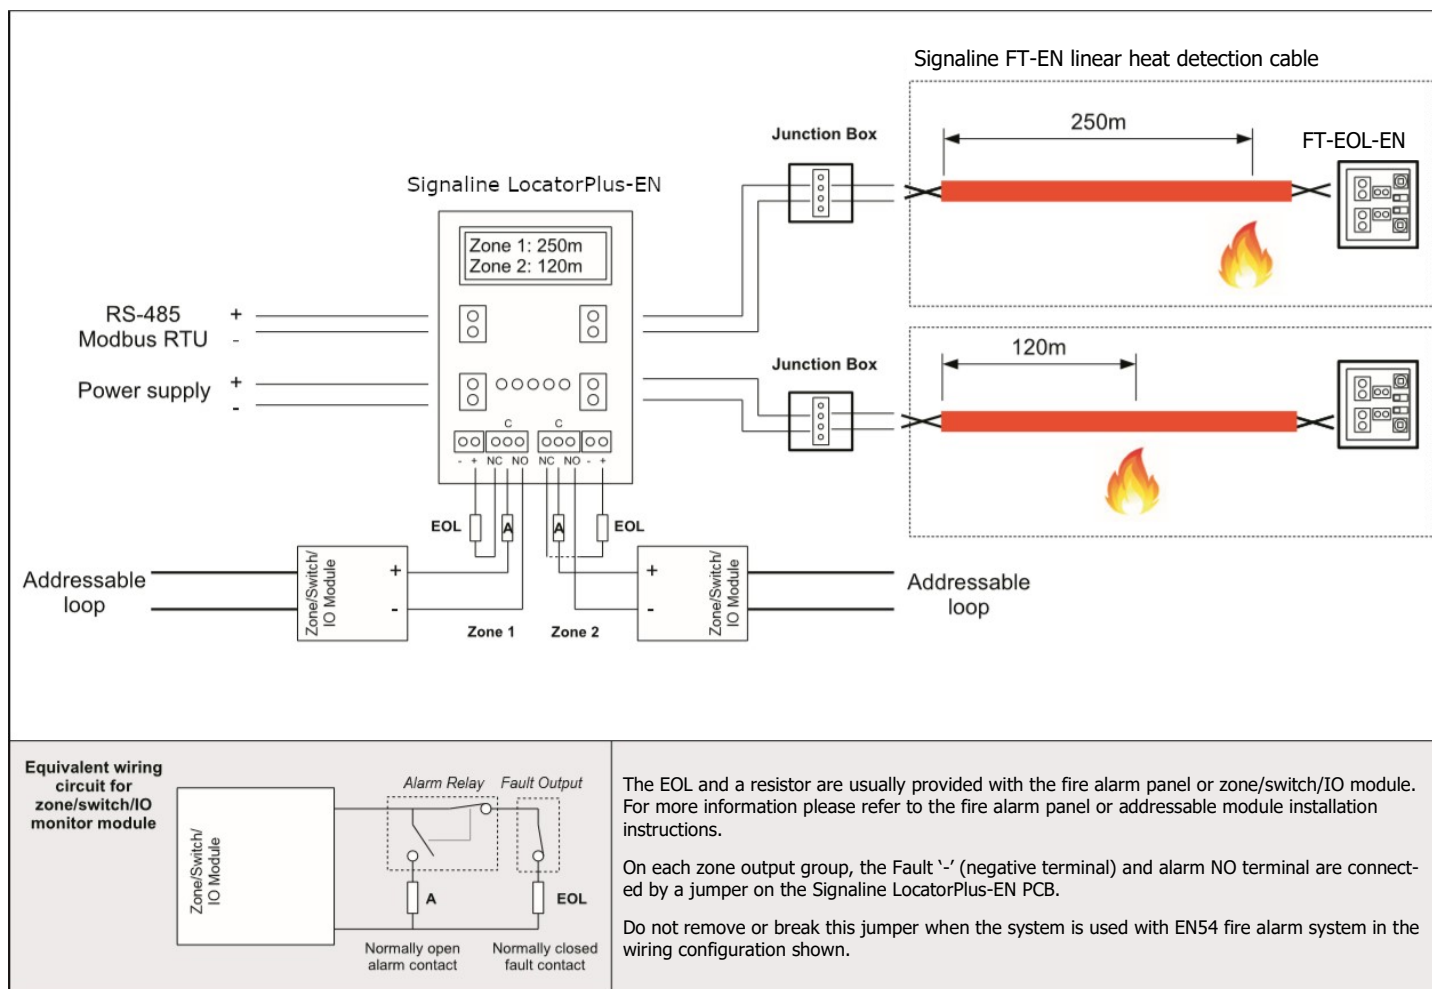 Signaline FT-EN linear heat detection cable
250m
Junction Box
FT-EOL-EN
Signaline LocatorPlus-EN
Zone 1: 250m
Zone 2: 120m
RS-485 +
Modbus RTU -
120m
Junction Box
Power supply +
-
C C
- + NC NO NC NO - +
EOL A A EOL
Addressable
loop
Zone/Switch/
IO Module
+
-
Zone 1
Zone 2
+
-
Zone/Switch/
IO Module
Addressable
loop
Equivalent wiring
circuit for
zone/switch/IO
monitor module
Zone/Switch/
IO Module
Alarm Relay Fault Output
A EOL
Normally open
alarm contact
Normally closed
fault contact
The EOL and a resistor are usually provided with the fire alarm panel or zone/switch/IO module.
For more information please refer to the fire alarm panel or addressable module installation
instructions.
On each zone output group, the Fault ‘-’ (negative terminal) and alarm NO terminal are connect-
ed by a jumper on the Signaline LocatorPlus-EN PCB.
Do not remove or break this jumper when the system is used with EN54 fire alarm system in the
wiring configuration shown.